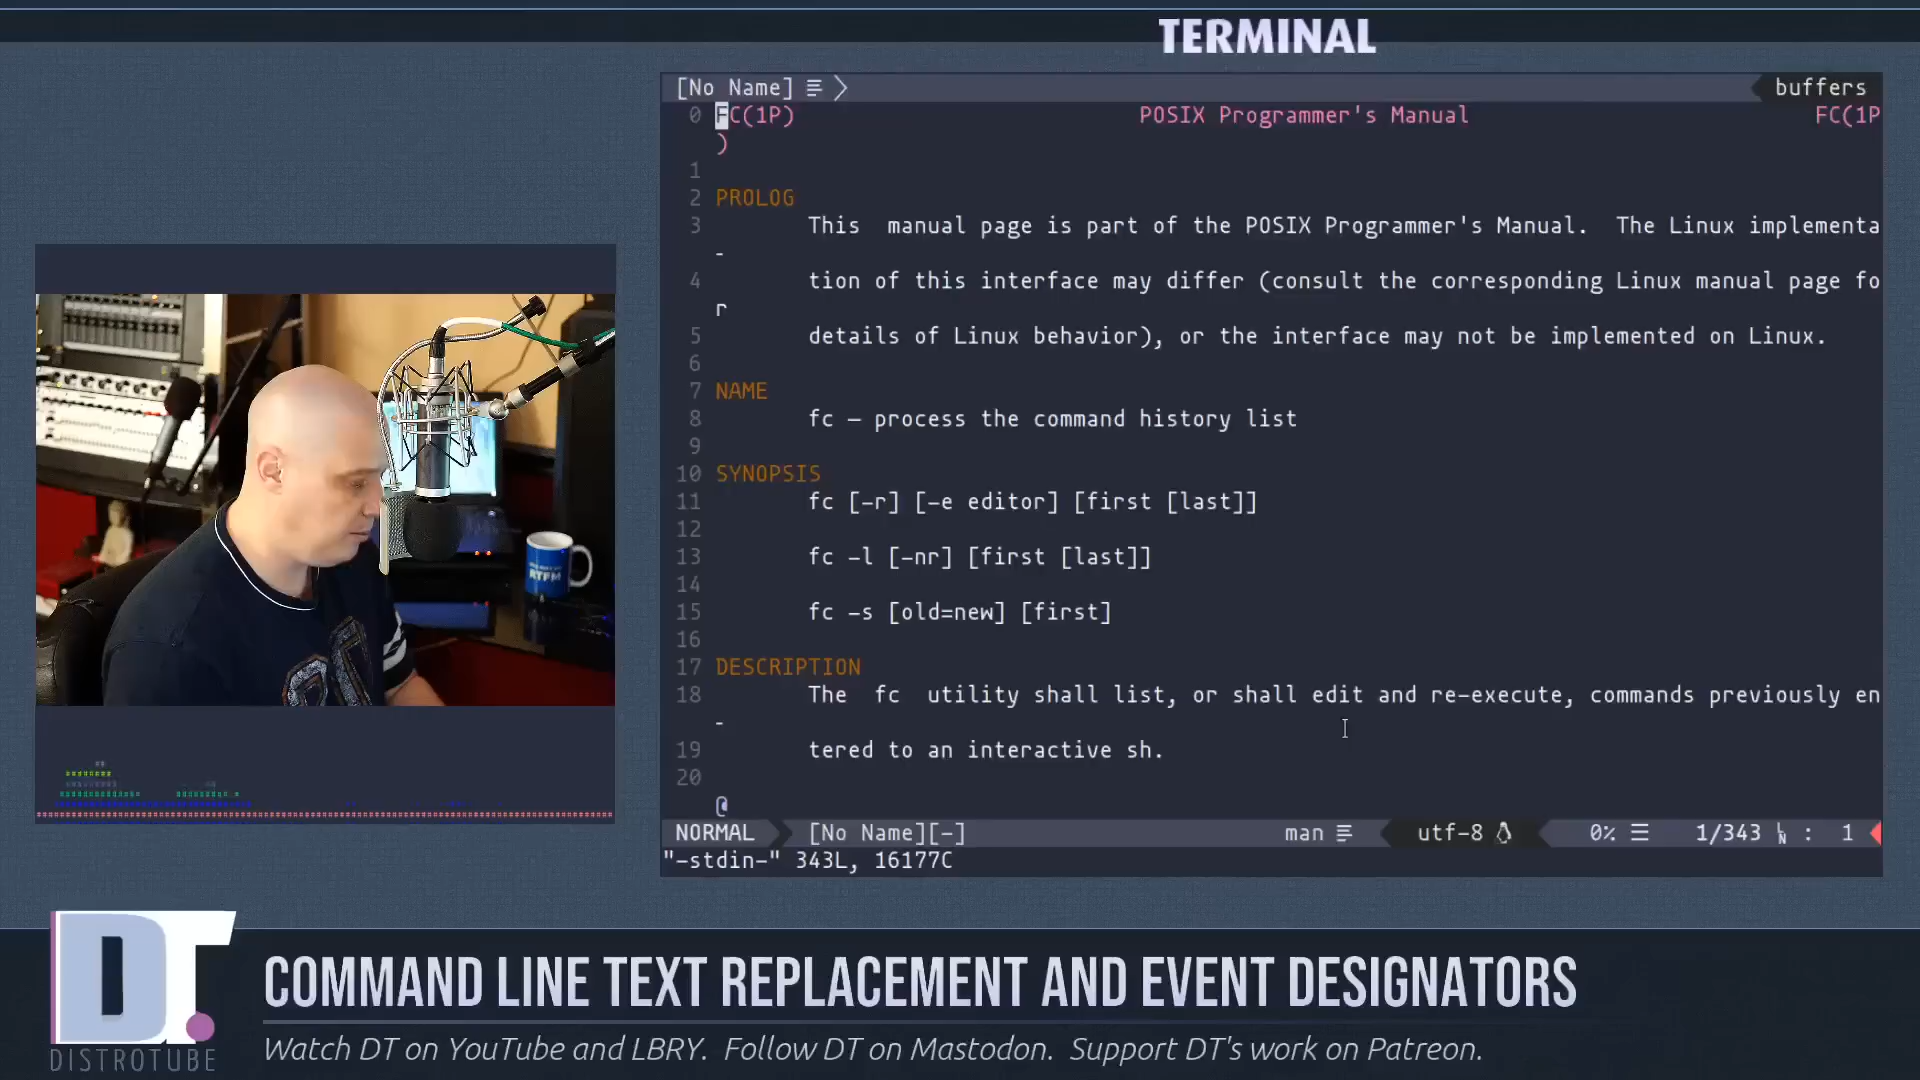 TERMINAL
[No Name]
buffers
0 FC(1P) POSIX Programmer's Manual FC(1P
)
1
2 PROLOG
3 This manual page is part of the POSIX Programmer's Manual. The Linux implementa
-
4 tion of this interface may differ (consult the corresponding Linux manual page fo
r
5 details of Linux behavior), or the interface may not be implemented on Linux.
6
7 NAME
8 fc — process the command history list
9
10 SYNOPSIS
11 fc [-r] [-e editor] [first [last]]
12
13 fc -l [-nr] [first [last]]
14
15 fc -s [old=new] [first]
16
17 DESCRIPTION
18 The fc utility shall list, or shall edit and re-execute, commands previously en
-
19 tered to an interactive sh.
20
@
NORMAL [No Name][-] man utf-8 0% 1/343 : 1
"-stdin-" 343L, 16177C
RTFM
DT
DISTROTUBE
COMMAND LINE TEXT REPLACEMENT AND EVENT DESIGNATORS
Watch DT on YouTube and LBRY. Follow DT on Mastodon. Support DT's work on Patreon.